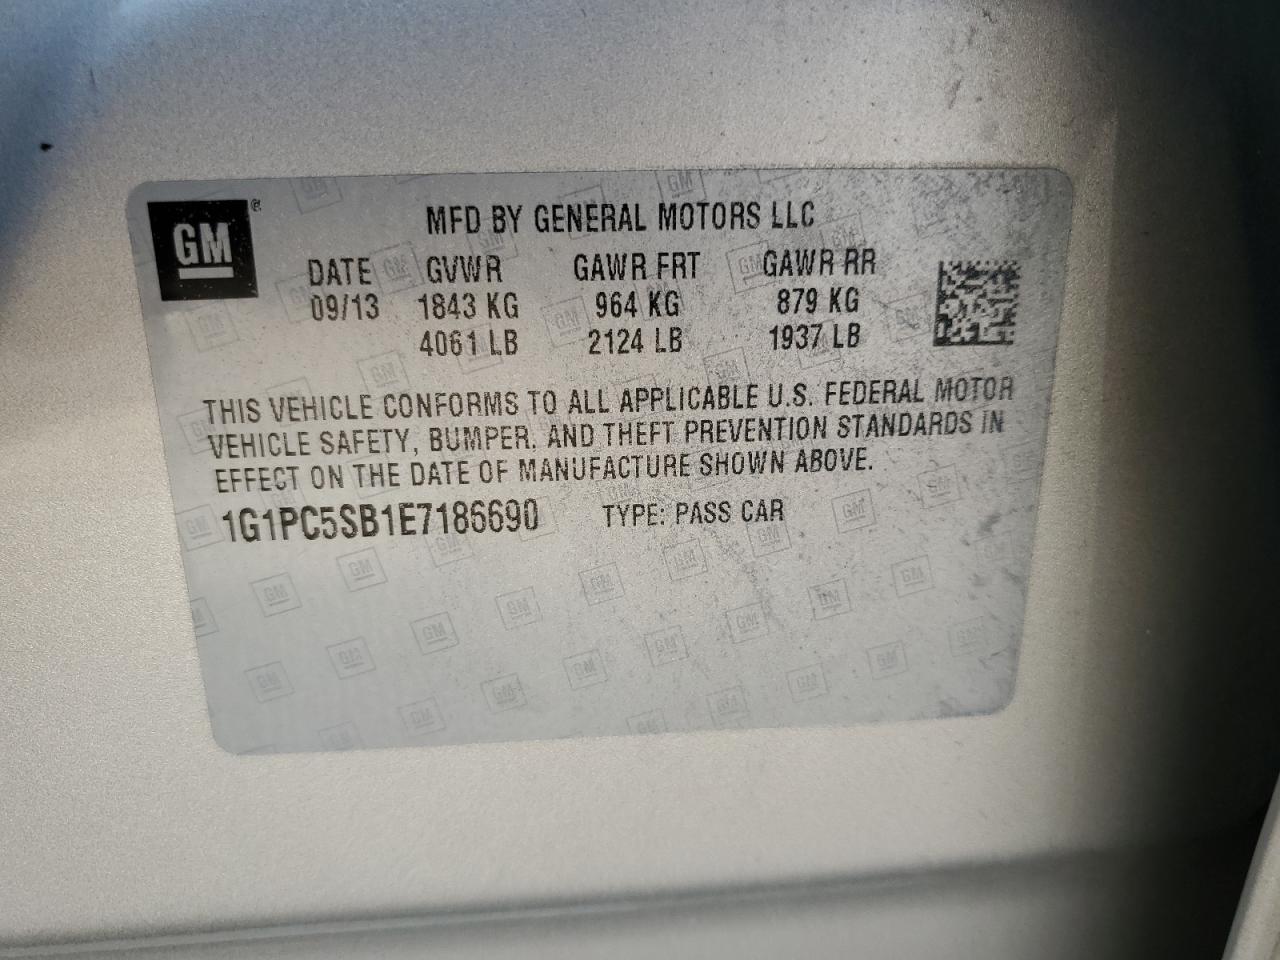 GM ®
MFD BY GENERAL MOTORS LLC
DATE GVWR GAWR FRT GAWR RR
09/13 1843 KG 964 KG 879 KG
4061 LB 2124 LB 1937 LB
THIS VEHICLE CONFORMS TO ALL APPLICABLE U.S. FEDERAL MOTOR
VEHICLE SAFETY, BUMPER, AND THEFT PREVENTION STANDARDS IN
EFFECT ON THE DATE OF MANUFACTURE SHOWN ABOVE.
1G1PC5SB1E7186690 TYPE: PASS CAR